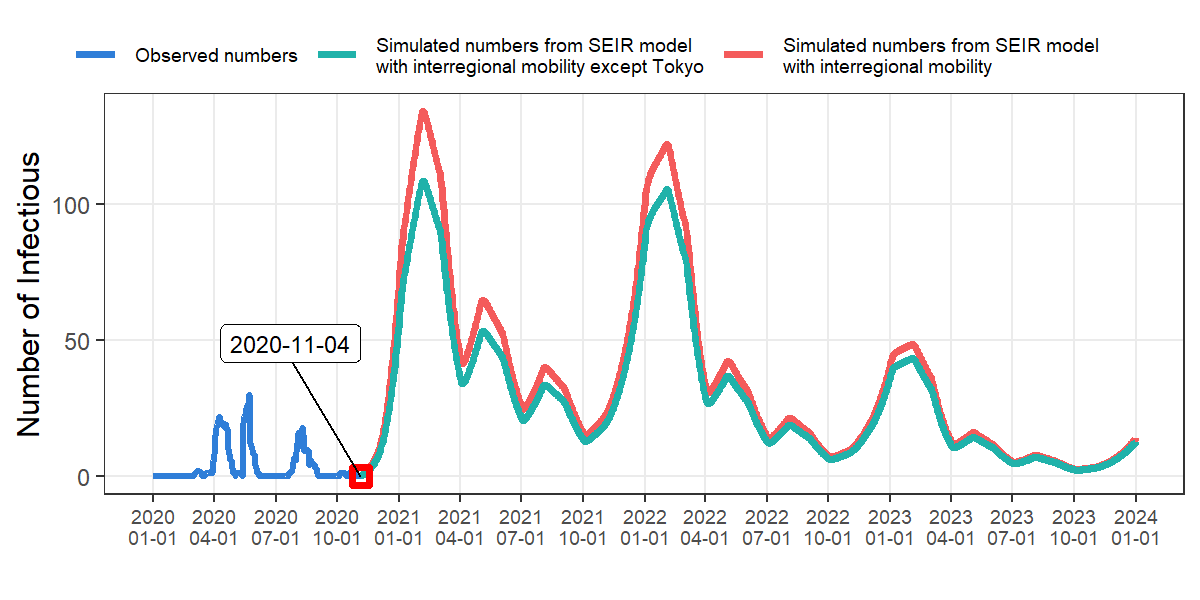 Observed numbers
Simulated numbers from SEIR model
with interregional mobility except Tokyo
Simulated numbers from SEIR model
with interregional mobility
Number of Infectious
100
50
0
2020-11-04
2020 2020 2020 2020 2021 2021 2021 2021 2022 2022 2022 2022 2023 2023 2023 2023 2024
01-01 04-01 07-01 10-01 01-01 04-01 07-01 10-01 01-01 04-01 07-01 10-01 01-01 04-01 07-01 10-01 01-01